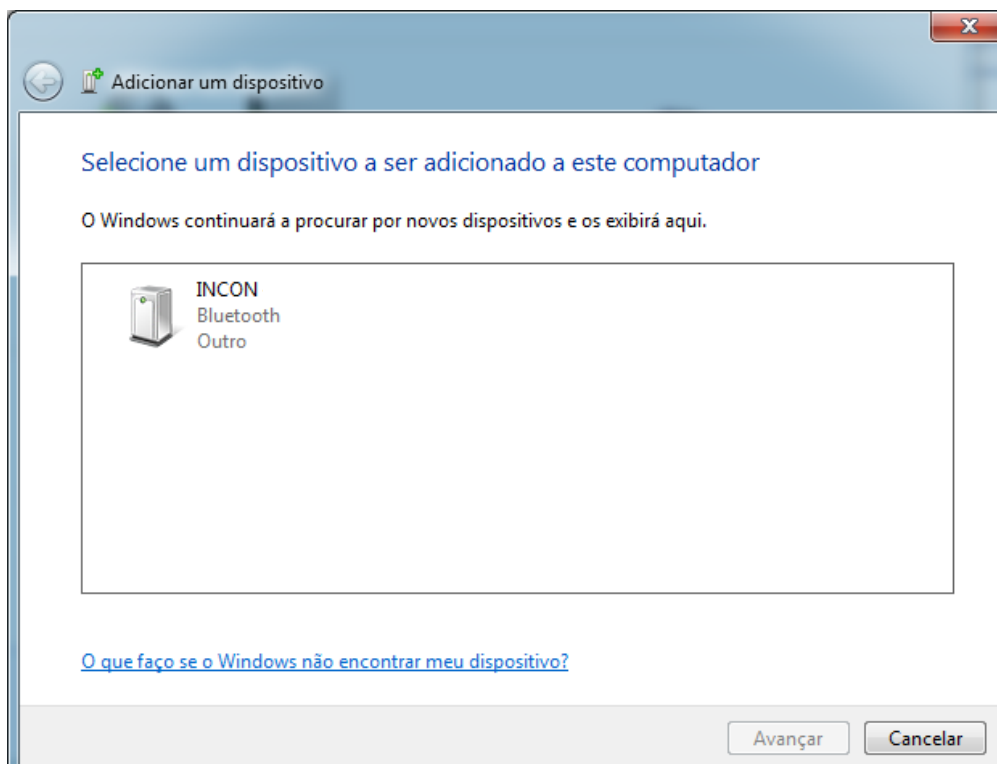 Adicionar um dispositivo
Selecione um dispositivo a ser adicionado a este computador
O Windows continuará a procurar por novos dispositivos e os exibirá aqui.
INCON
Bluetooth
Outro
O que faço se o Windows não encontrar meu dispositivo?
Avançar Cancelar